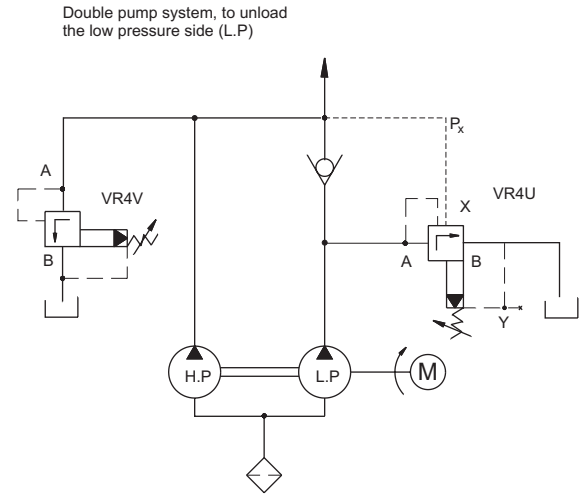 Double pump system, to unload
the low pressure side (L.P)
Px
A
VR4V
X
VR4U
B
A
B
Y
H.P
L.P
M